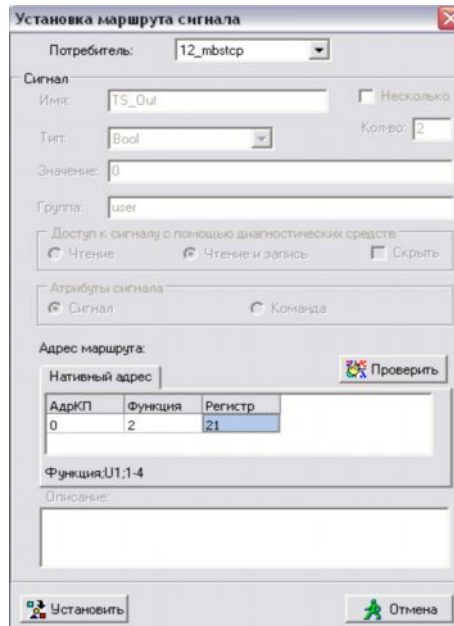 Установка маршрута сигнала
Потребитель: 12_mbstcp
Сигнал
Имя: TS_Out Несколько
Тип: Bool Кол-во: 2
Значение: 0
Группа: user
Доступ к сигналу с помощью диагностических средств
Чтение Чтение и запись Скрыть
Атрибуты сигнала
Сигнал Команда
Адрес маршрута:
Проверить
Нативный адрес
АдрКП Функция Регистр
0 2 21
Функция;U1;1-4
Описание:
Установить Отмена